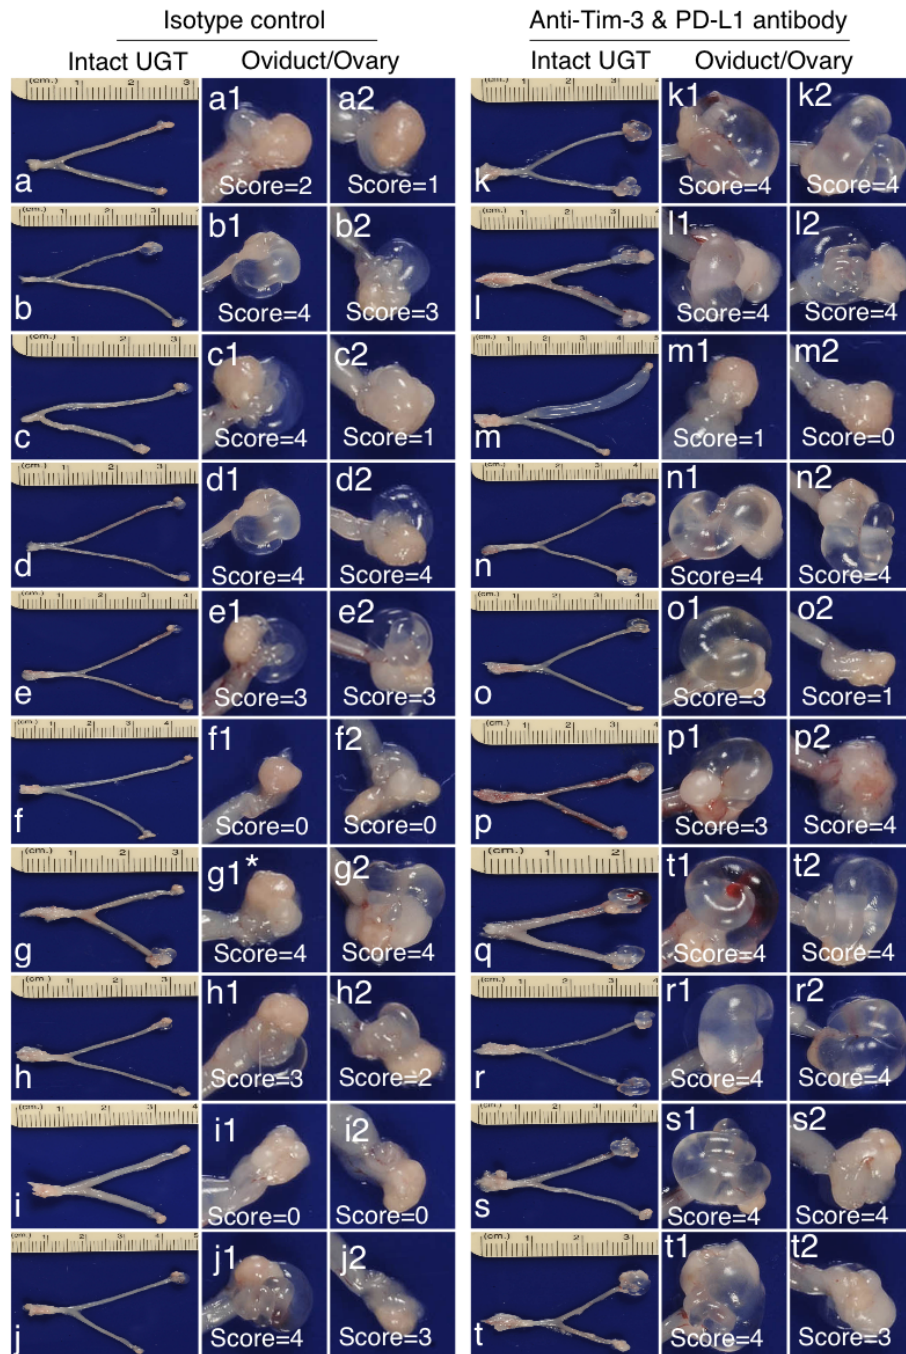 Isotype control Anti-Tim-3 & PD-L1 antibody
Intact UGT Oviduct/Ovary Intact UGT Oviduct/Ovary
a a1 Score=2 a2 Score=1 k k1 Score=4 k2 Score=4
b b1 Score=4 b2 Score=3 l l1 Score=4 l2 Score=4
c c1 Score=4 c2 Score=1 m m1 Score=1 m2 Score=0
d d1 Score=4 d2 Score=4 n n1 Score=4 n2 Score=4
e e1 Score=3 e2 Score=3 o o1 Score=3 o2 Score=1
f f1 Score=0 f2 Score=0 p p1 Score=3 p2 Score=4
g g1* Score=4 g2 Score=4 q t1 Score=4 t2 Score=4
h h1 Score=3 h2 Score=2 r r1 Score=4 r2 Score=4
i i1 Score=0 i2 Score=0 s s1 Score=4 s2 Score=4
j j1 Score=4 j2 Score=3 t t1 Score=4 t2 Score=3